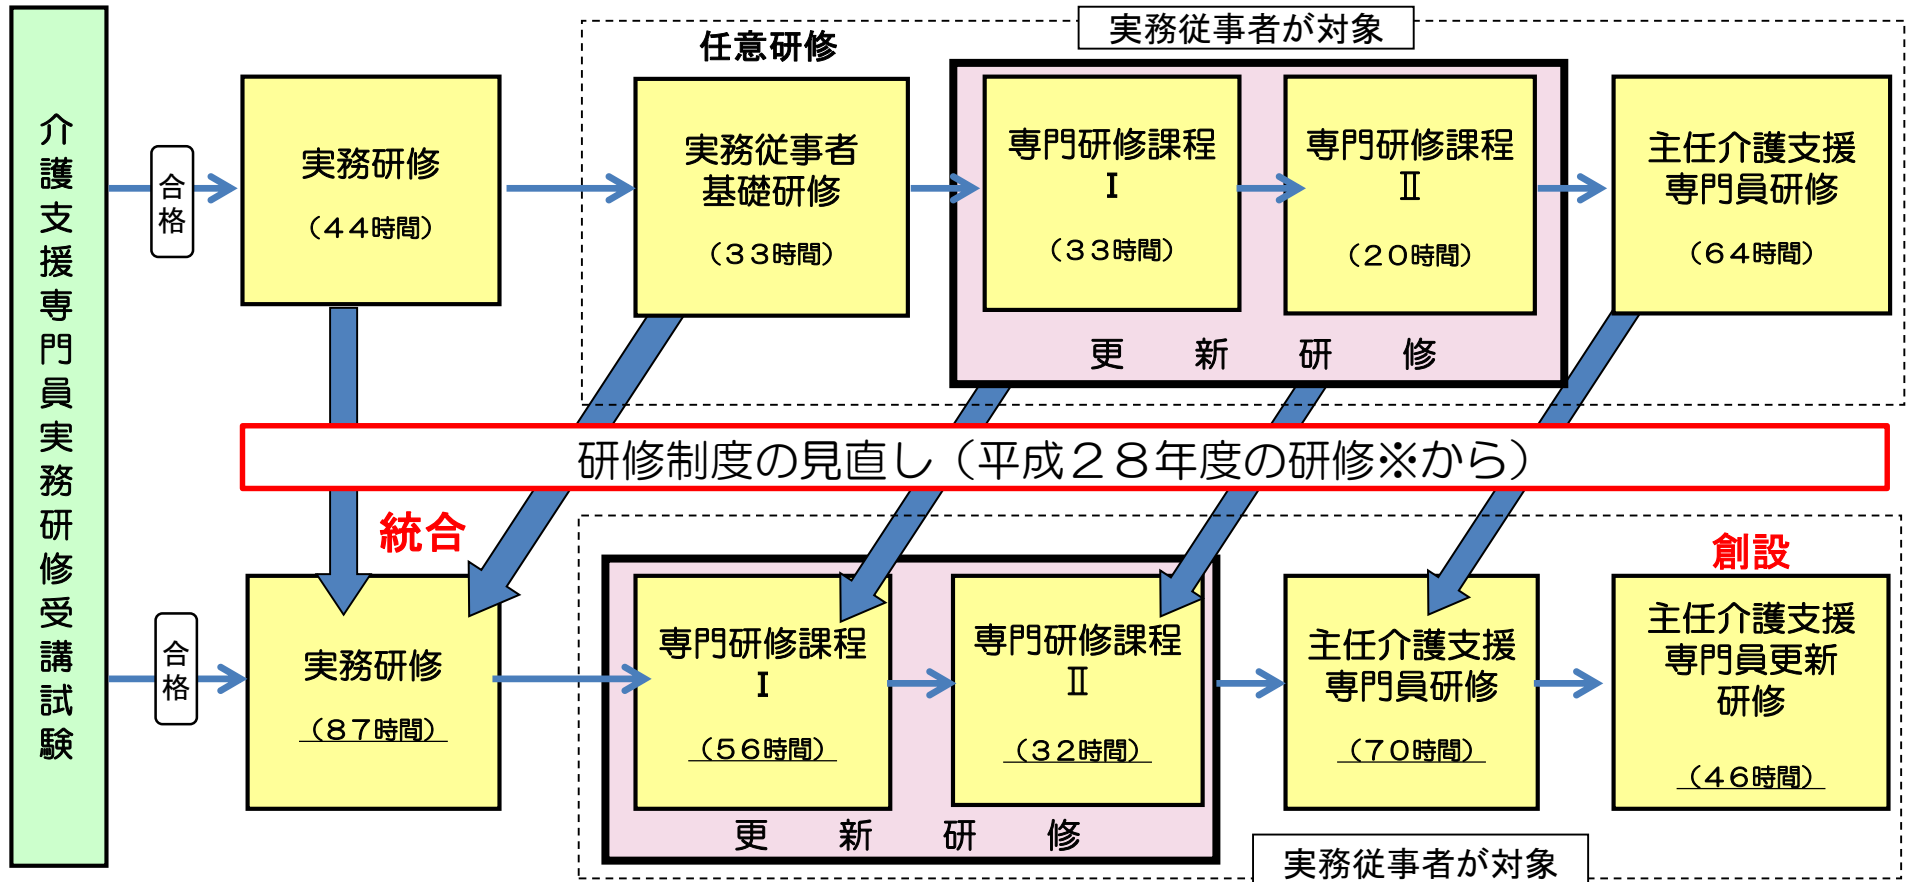 介護支援専門員実務研修受講試験
実務従事者が対象
任意研修
合格
実務研修
（４４時間）
実務従事者
基礎研修
（３３時間）
専門研修課程
Ⅰ
（３３時間）
専門研修課程
Ⅱ
（２０時間）
主任介護支援
専門員研修
（６４時間）
更新研修
研修制度の見直し（平成２８年度の研修※から）
統合
創設
合格
実務研修
（８７時間）
専門研修課程
Ⅰ
（５６時間）
専門研修課程
Ⅱ
（３２時間）
主任介護支援
専門員研修
（７０時間）
主任介護支援
専門員更新
研修
（４６時間）
更新研修
実務従事者が対象